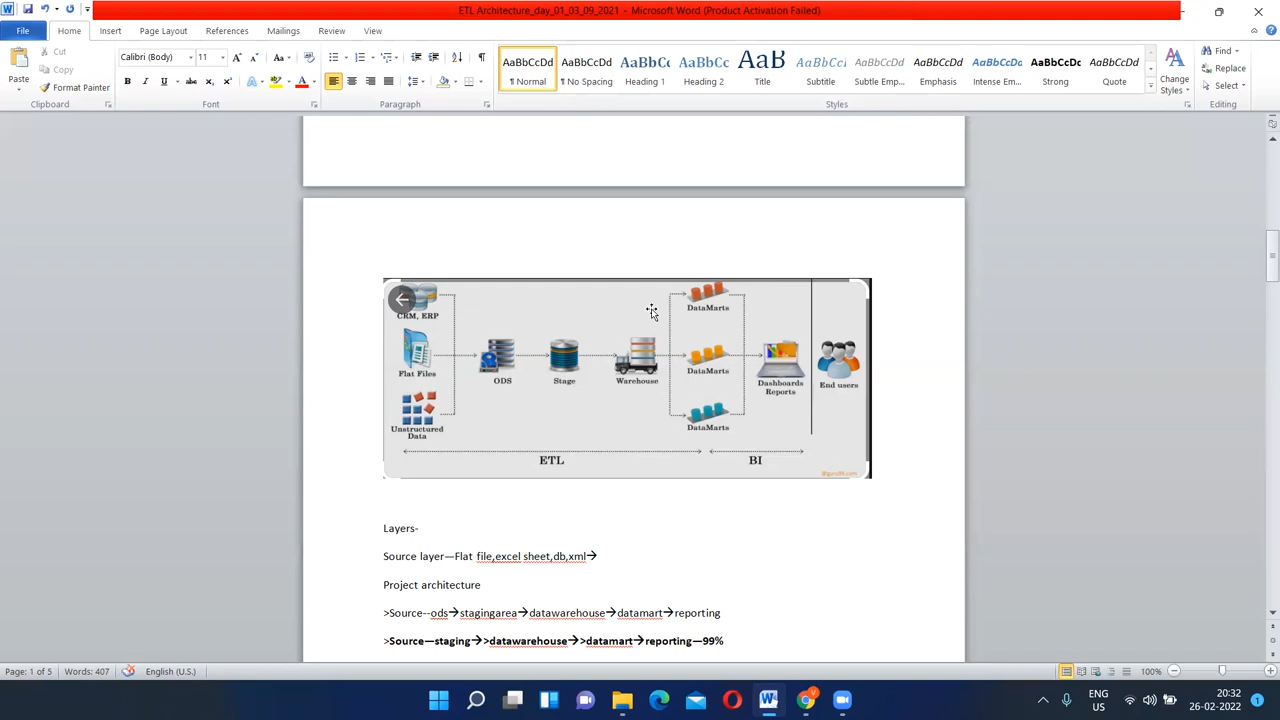 ETL Architecture_day_01_03_09_2021 - Microsoft Word (Product Activation Failed)
File Home Insert Page Layout References Mailings Review View
Paste
Cut
Copy
Format Painter
Clipboard
Calibri (Body) 11
Font
Paragraph
AaBbCcDd AaBbCcDd AaBbCc AaBbCc AaB AaBbCcI AaBbCcDd AaBbCcDd AaBbCcDd AaBbCcDc AaBbCcDd
¶ Normal ¶ No Spacing Heading 1 Heading 2 Title Subtitle Subtle Emp... Emphasis Intense Em... Strong Quote
Styles
Change
Styles
Find
Replace
Select
Editing
CRM, ERP
Flat Files
Unstructured
Data
ODS
Stage
Warehouse
DataMarts
DataMarts
DataMarts
Dashboards
Reports
End users
ETL
BI
Layers-
Source layer—Flat file,excel sheet,db,xml→
Project architecture
>Source--ods→stagingarea→datawarehouse→datamart→reporting
>Source—staging→>datawarehouse→>datamart→reporting—99%
Page: 1 of 5 Words: 407 English (U.S.) 100%
ENG
US
20:32
26-02-2022